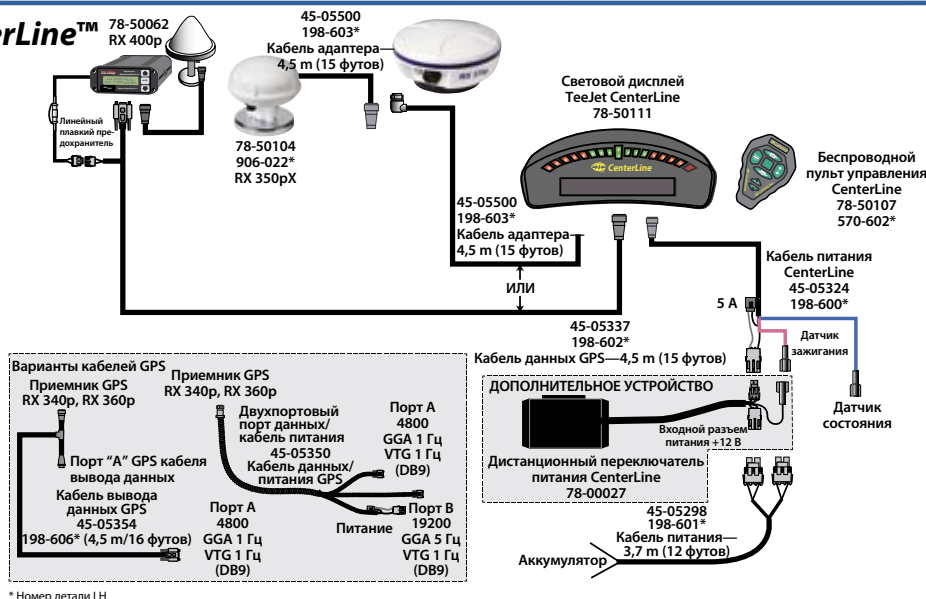 erLine™
78-50062
RX 400p
45-05500
198-603*
Кабель адаптера—
4,5 m (15 футов)
Линейный
плавкий пре-
дохранитель
78-50104
906-022*
RX 350pX
Световой дисплей
TeeJet CenterLine
78-50111
CenterLine
Беспроводной
пульт управления
CenterLine
78-50107
570-602*
45-05500
198-603*
Кабель адаптера—
4,5 m (15 футов)
ИЛИ
Кабель питания
CenterLine
45-05324
198-600*
5 A
Датчик
зажигания
Датчик
состояния
45-05337
198-602*
Кабель данных GPS—4,5 m (15 футов)
Варианты кабелей GPS
Приемник GPS
RX 340p, RX 360p
Порт “A” GPS кабеля
вывода данных
Кабель вывода
данных GPS
45-05354
198-606* (4,5 m/16 футов)
Приемник GPS
RX 340p, RX 360p
Двухпортовый
порт данных/
кабель питания
45-05350
Кабель данных/
питания GPS
Порт A
4800
GGA 1 Гц
VTG 1 Гц
(DB9)
Порт A
4800
GGA 1 Гц
VTG 1 Гц
(DB9)
Питание
Порт B
19200
GGA 5 Гц
VTG 1 Гц
(DB9)
ДОПОЛНИТЕЛЬНОЕ УСТРОЙСТВО
Входной разъем
питания +12 В
Дистанционный переключатель
питания CenterLine
78-00027
45-05298
198-601*
Кабель питания—
3,7 m (12 футов)
Аккумулятор
* Номер детали LH